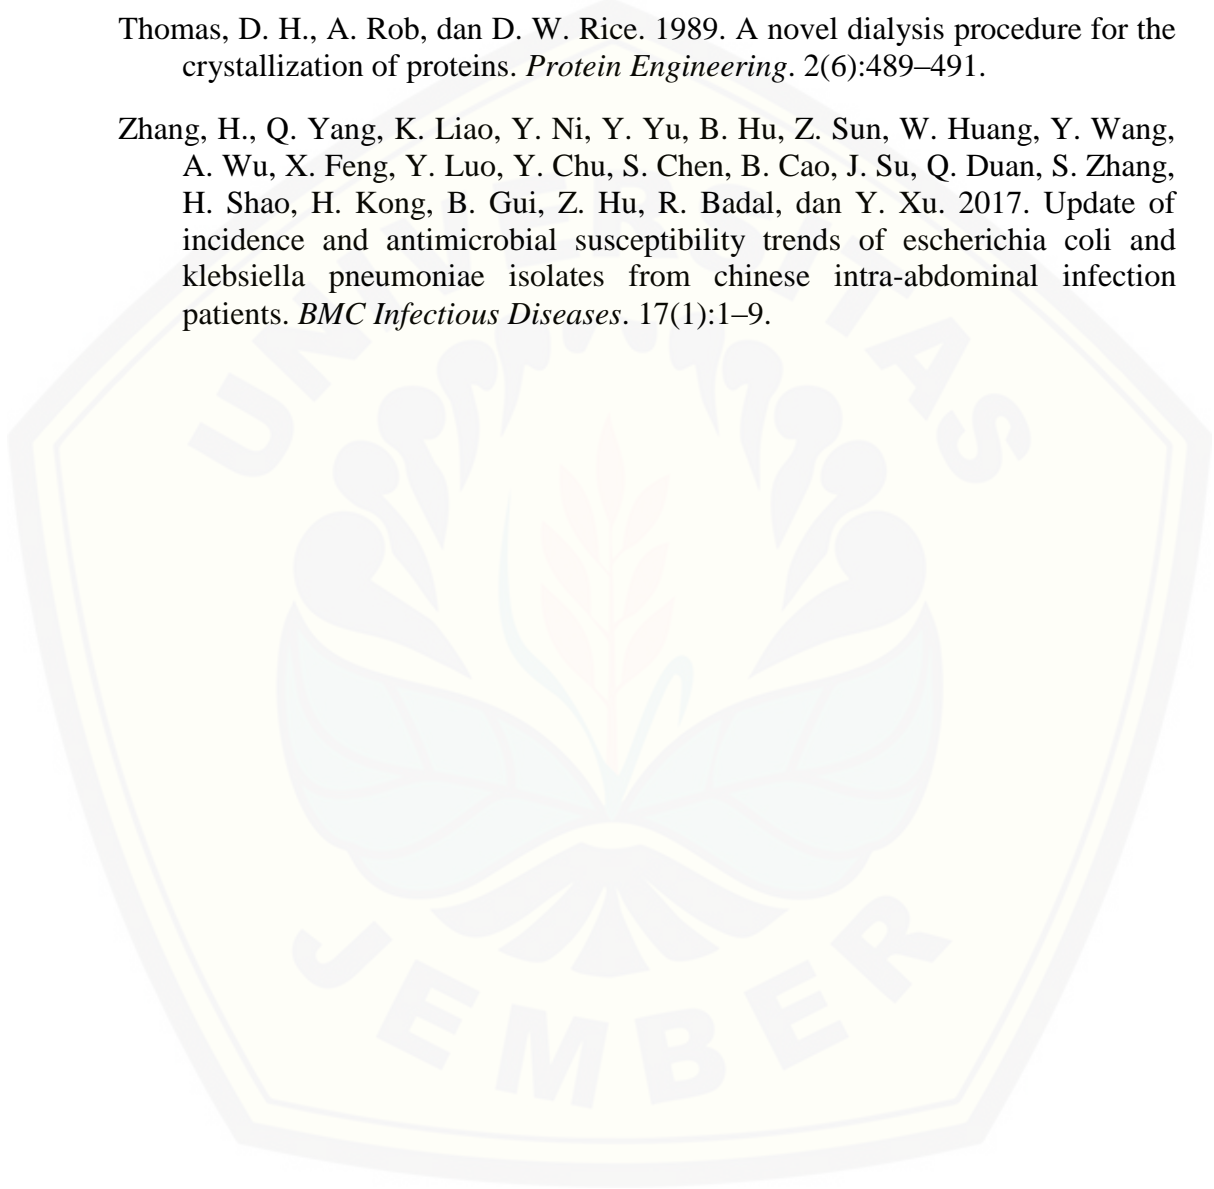 Thomas, D. H., A. Rob, dan D. W. Rice. 1989. A novel dialysis procedure for the
crystallization of proteins. Protein Engineering. 2(6):489–491.
Zhang, H., Q. Yang, K. Liao, Y. Ni, Y. Yu, B. Hu, Z. Sun, W. Huang, Y. Wang,
A. Wu, X. Feng, Y. Luo, Y. Chu, S. Chen, B. Cao, J. Su, Q. Duan, S. Zhang,
H. Shao, H. Kong, B. Gui, Z. Hu, R. Badal, dan Y. Xu. 2017. Update of
incidence and antimicrobial susceptibility trends of escherichia coli and
klebsiella pneumoniae isolates from chinese intra-abdominal infection
patients. BMC Infectious Diseases. 17(1):1–9.
UNIVERSITAS
JEMBER